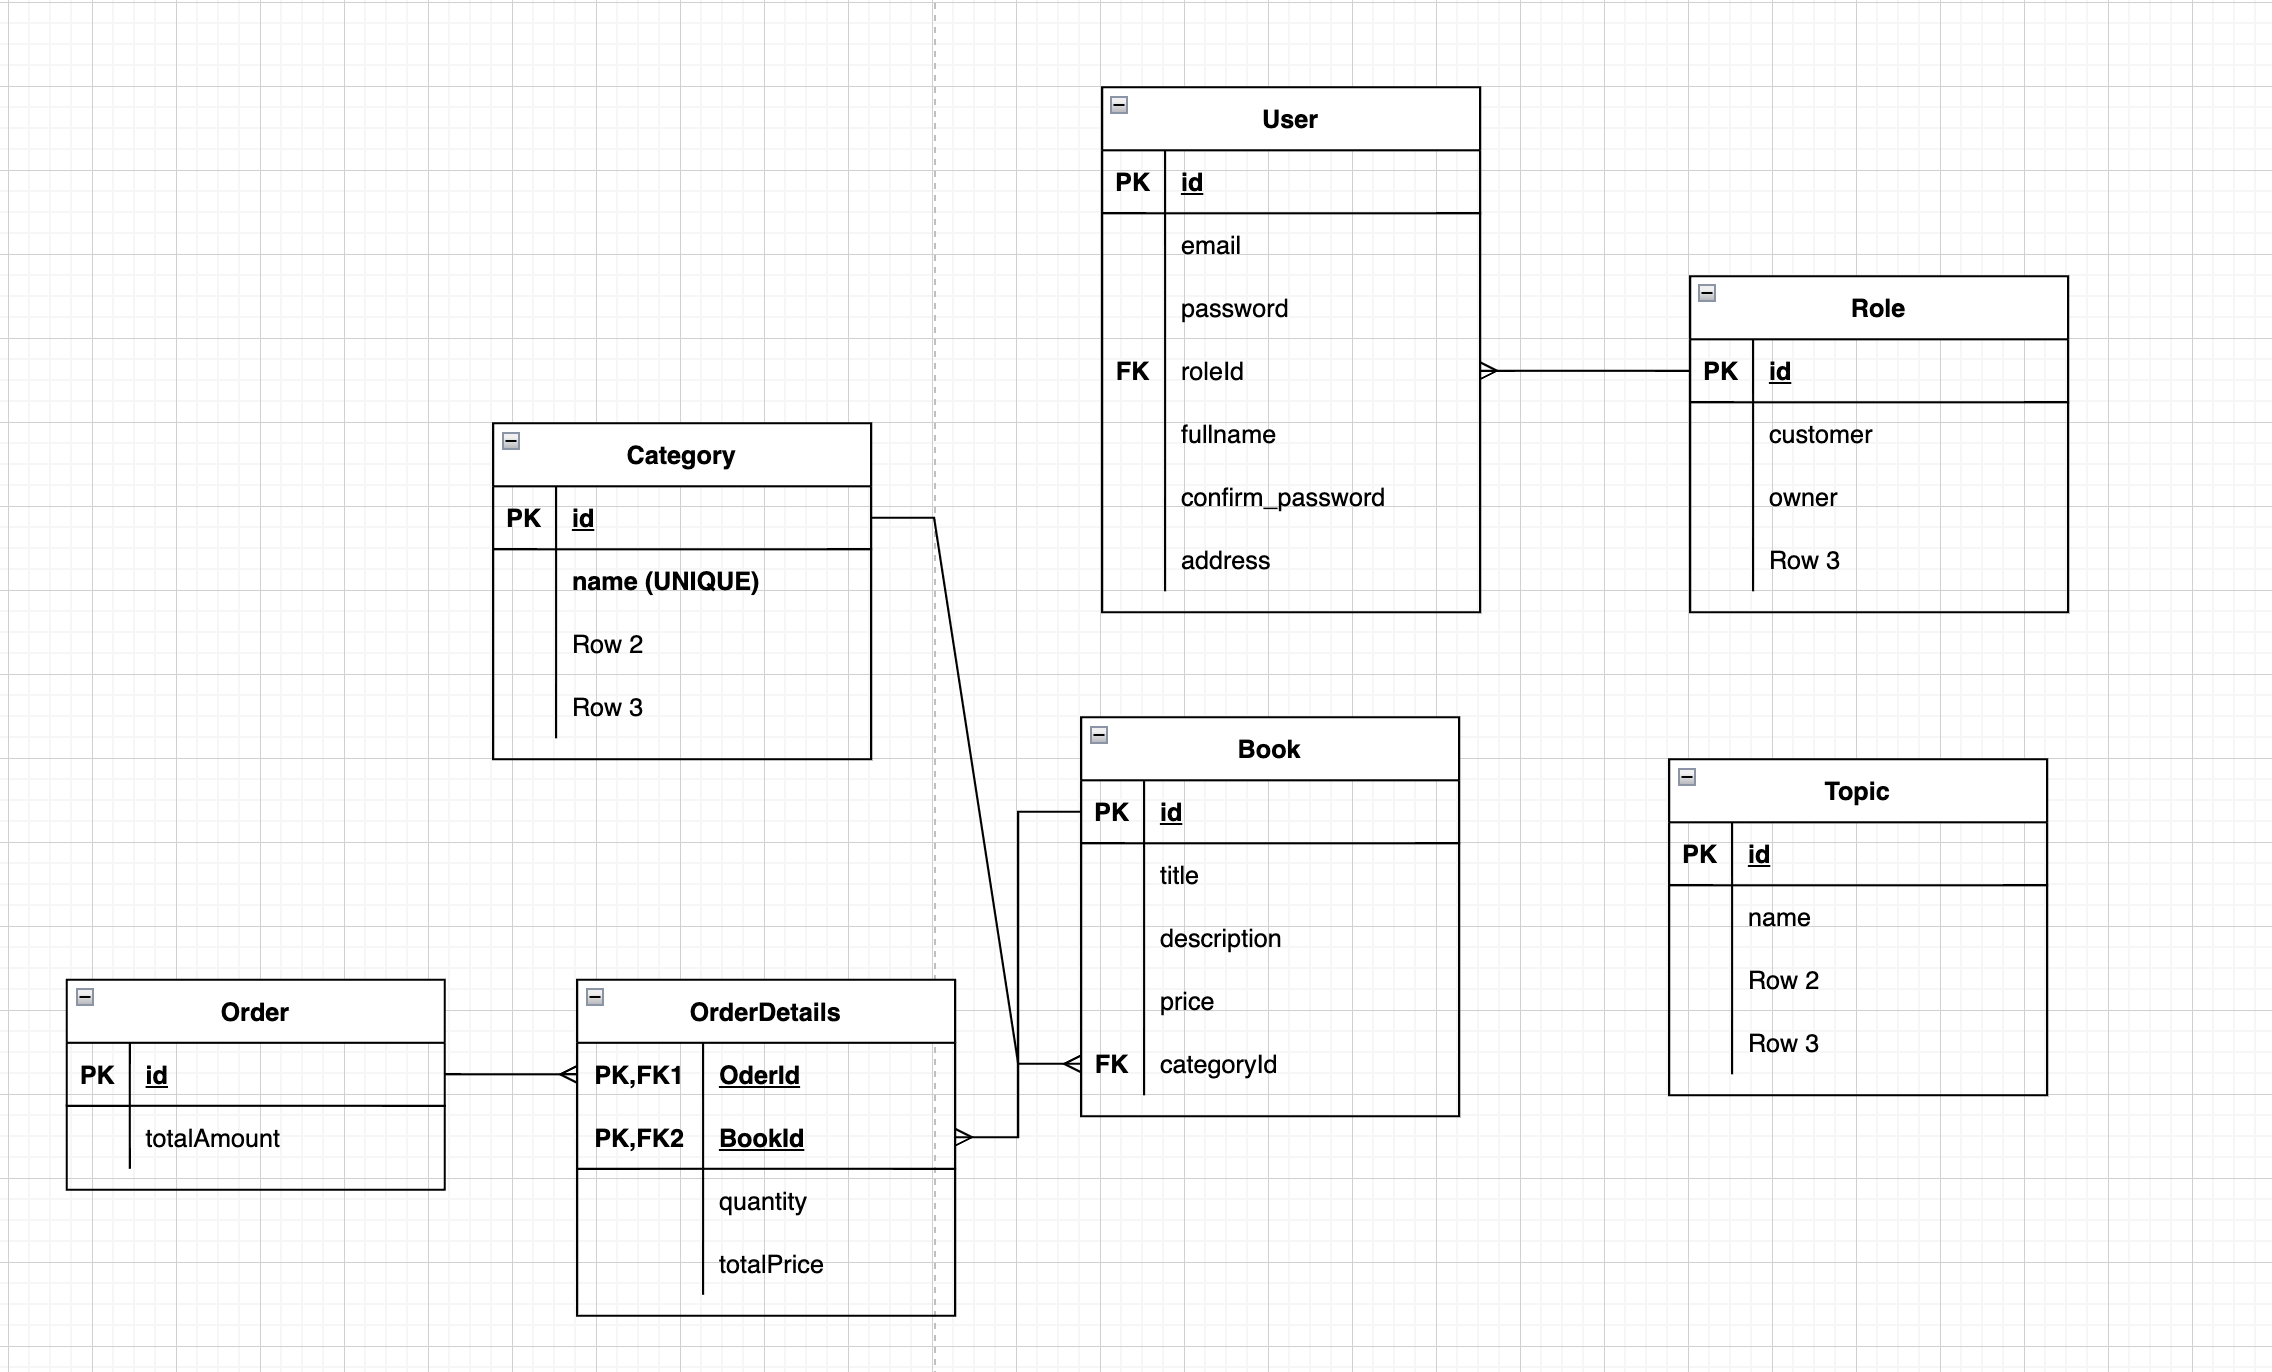 User
PK id
email
password
FK roleId
fullname
confirm_password
address
Role
PK id
customer
owner
Row 3
Category
PK id
name (UNIQUE)
Row 2
Row 3
Book
PK id
title
description
price
FK categoryId
Topic
PK id
name
Row 2
Row 3
Order
PK id
totalAmount
OrderDetails
PK,FK1 OderId
PK,FK2 BookId
quantity
totalPrice